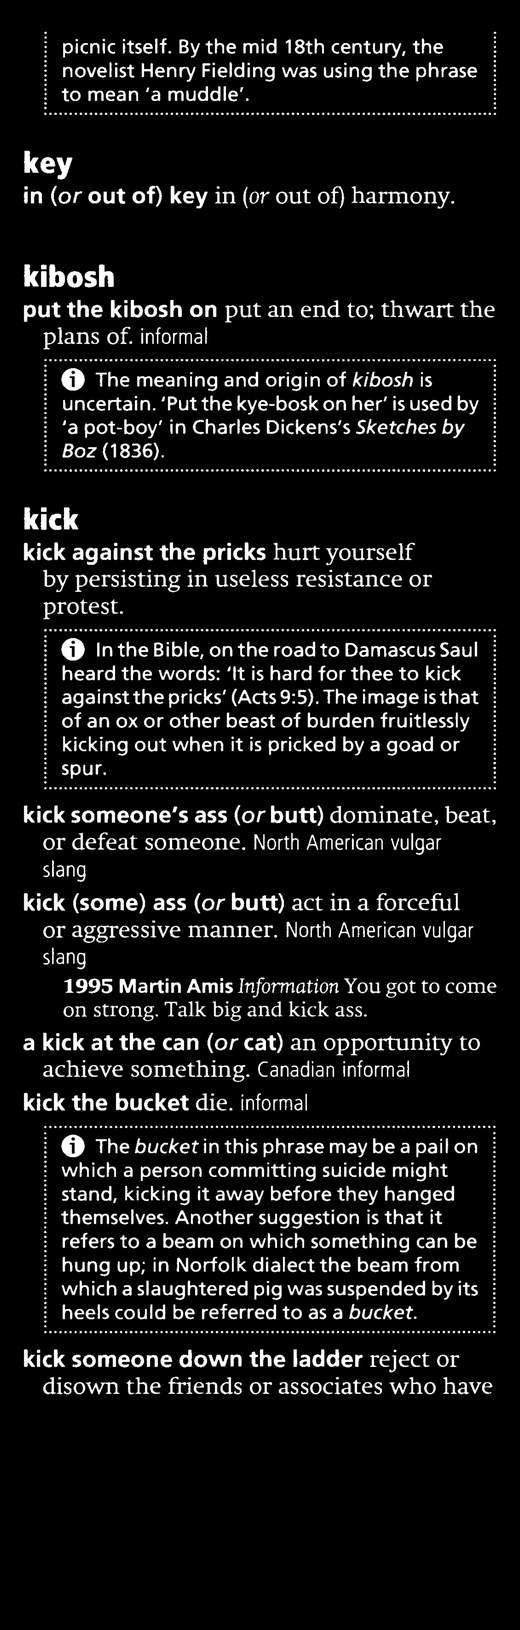 picnic itself. By the mid 18th century, the
novelist Henry Fielding was using the phrase
to mean ‘a muddle’.
key
in (or out of) key in (or out of) harmony.
kibosh
put the kibosh on put an end to; thwart the
plans of. informal
i The meaning and origin of kibosh is
uncertain. ‘Put the kye-bosk on her’ is used by
‘a pot-boy’ in Charles Dickens’s Sketches by
Boz (1836).
kick
kick against the pricks hurt yourself
by persisting in useless resistance or
protest.
i In the Bible, on the road to Damascus Saul
heard the words: ‘It is hard for thee to kick
against the pricks’ (Acts 9:5). The image is that
of an ox or other beast of burden fruitlessly
kicking out when it is pricked by a goad or
spur.
kick someone’s ass (or butt) dominate, beat,
or defeat someone. North American vulgar
slang
kick (some) ass (or butt) act in a forceful
or aggressive manner. North American vulgar
slang
1995 Martin Amis Information You got to come
on strong. Talk big and kick ass.
a kick at the can (or cat) an opportunity to
achieve something. Canadian informal
kick the bucket die. informal
i The bucket in this phrase may be a pail on
which a person committing suicide might
stand, kicking it away before they hanged
themselves. Another suggestion is that it
refers to a beam on which something can be
hung up; in Norfolk dialect the beam from
which a slaughtered pig was suspended by its
heels could be referred to as a bucket.
kick someone down the ladder reject or
disown the friends or associates who have